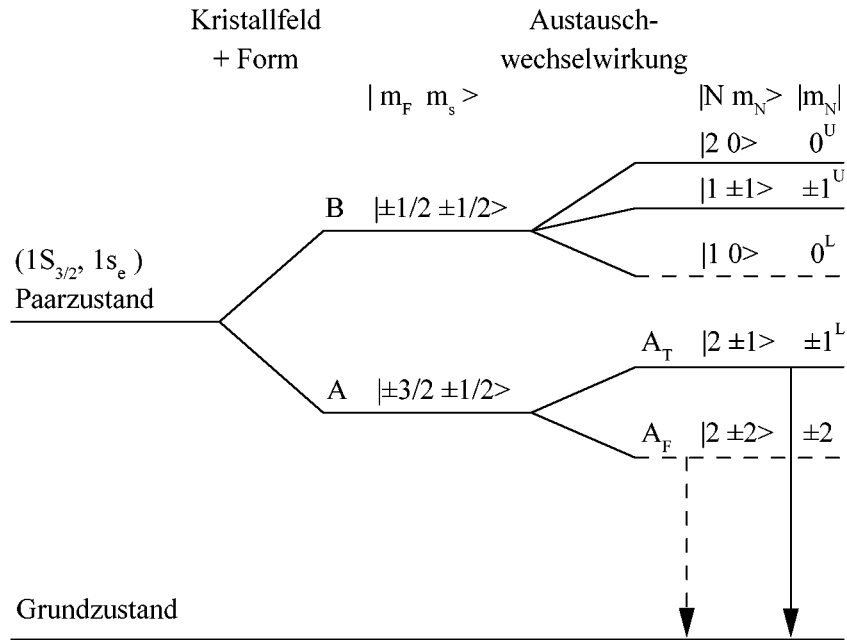 Kristallfeld
+ Form
Austausch-
wechselwirkung
| m_F m_s >
|N m_N> |m_N|
|2 0> 0^U
|1 ±1> ±1^U
B |±1/2 ±1/2>
|1 0> 0^L
(1S_3/2, 1s_e )
Paarzustand
A_T |2 ±1> ±1^L
A |±3/2 ±1/2>
A_F |2 ±2> ±2
Grundzustand